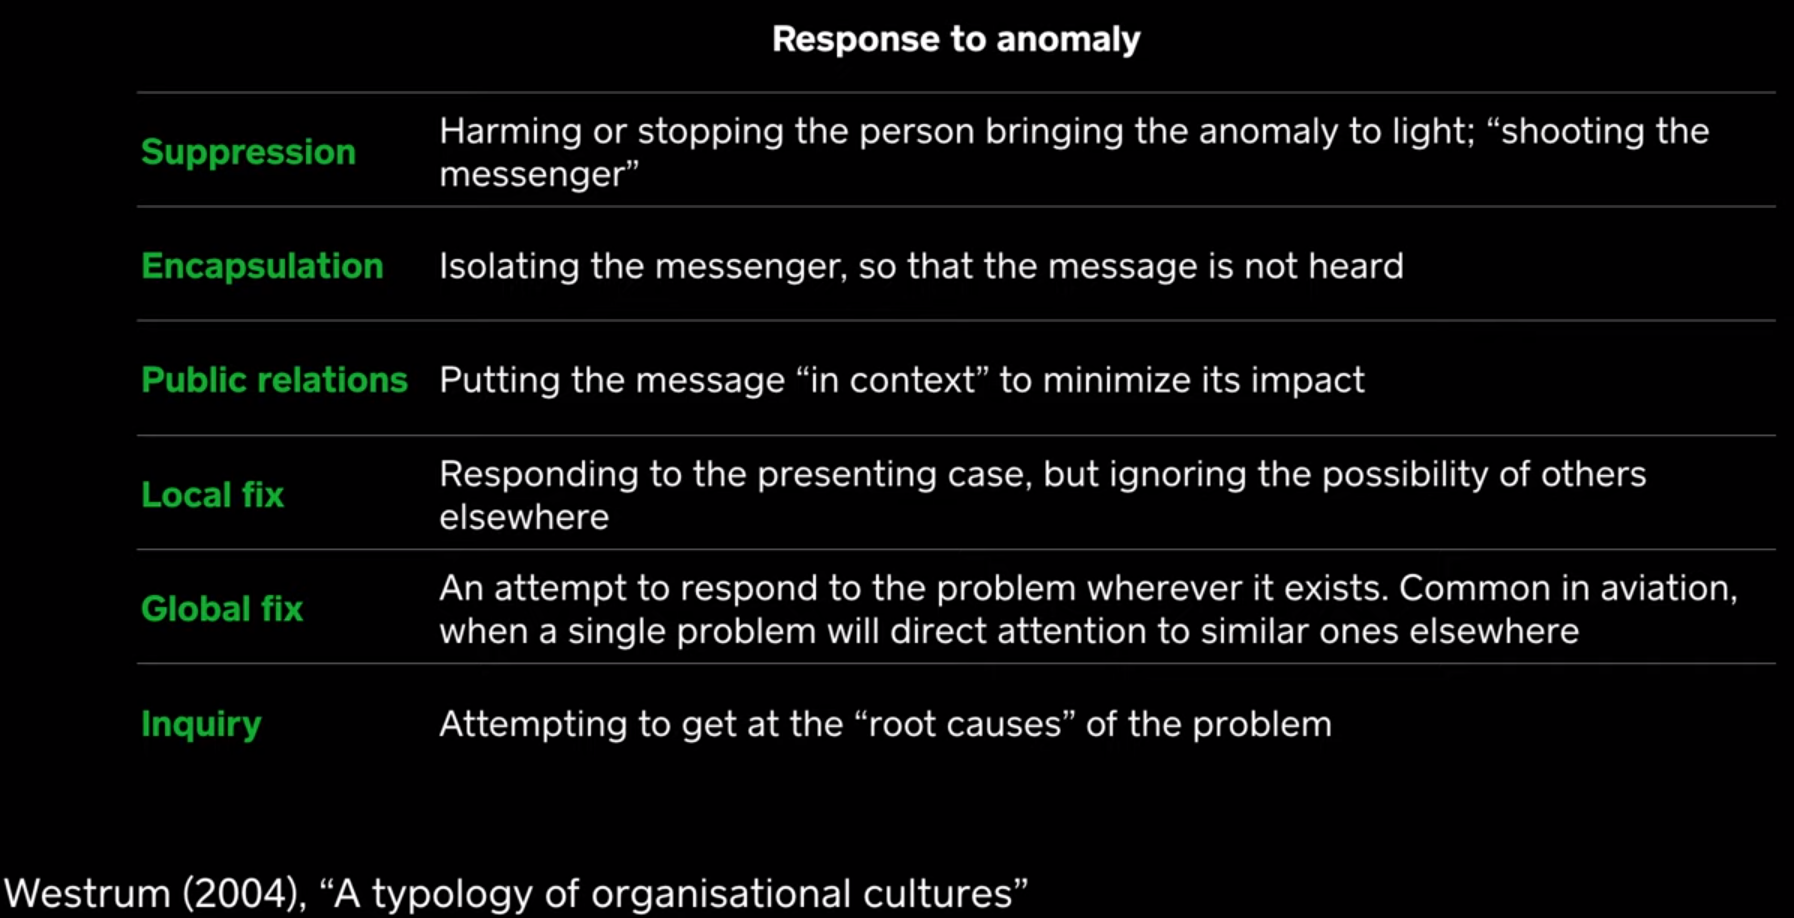 Response to anomaly
Suppression
Harming or stopping the person bringing the anomaly to light; “shooting the
messenger”
Encapsulation
Isolating the messenger, so that the message is not heard
Public relations
Putting the message “in context” to minimize its impact
Local fix
Responding to the presenting case, but ignoring the possibility of others
elsewhere
Global fix
An attempt to respond to the problem wherever it exists. Common in aviation,
when a single problem will direct attention to similar ones elsewhere
Inquiry
Attempting to get at the “root causes” of the problem
Westrum (2004), “A typology of organisational cultures”